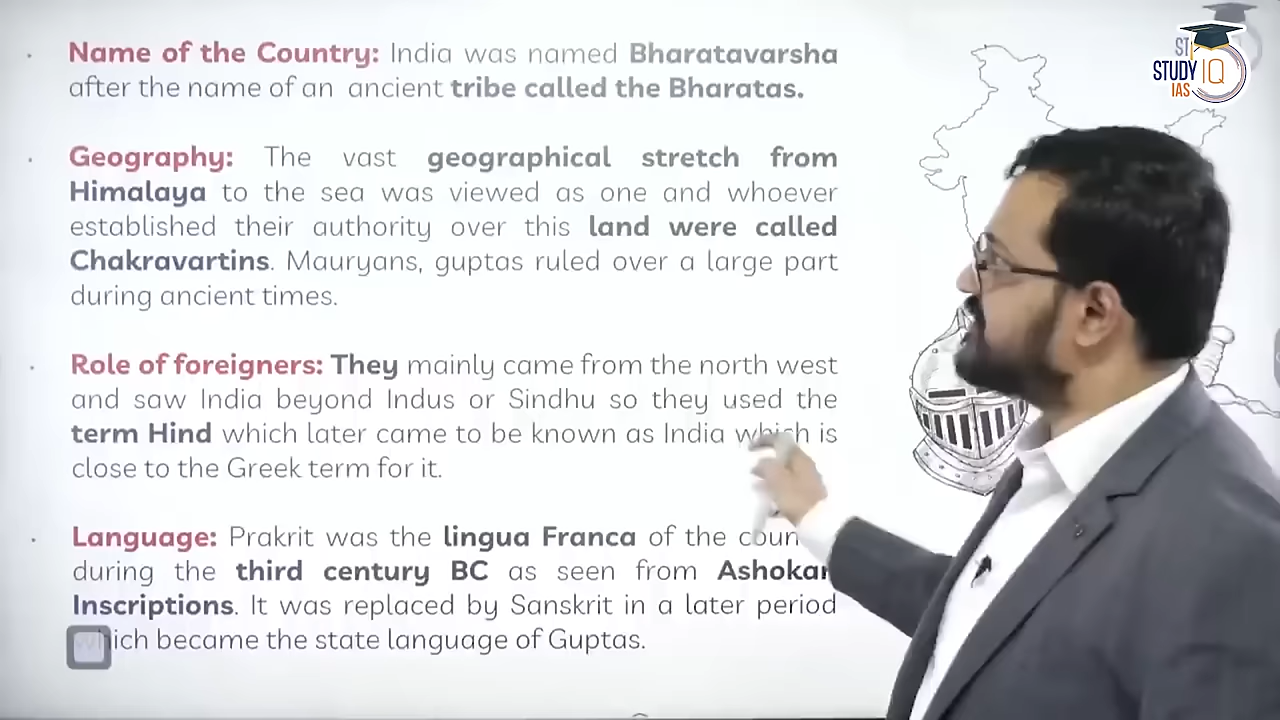 Name of the Country: India was named Bharatavarsha
after the name of an ancient tribe called the Bharatas.
Geography: The vast geographical stretch from
Himalaya to the sea was viewed as one and whoever
established their authority over this land were called
Chakravartins. Mauryans, guptas ruled over a large part
during ancient times.
Role of foreigners: They mainly came from the north west
and saw India beyond Indus or Sindhu so they used the
term Hind which later came to be known as India which is
close to the Greek term for it.
Language: Prakrit was the lingua Franca of the
during the third century BC as seen from
Inscriptions. It was replaced by Sanskrit in a later period
which became the state language of Guptas.
STUDY IQ
IAS